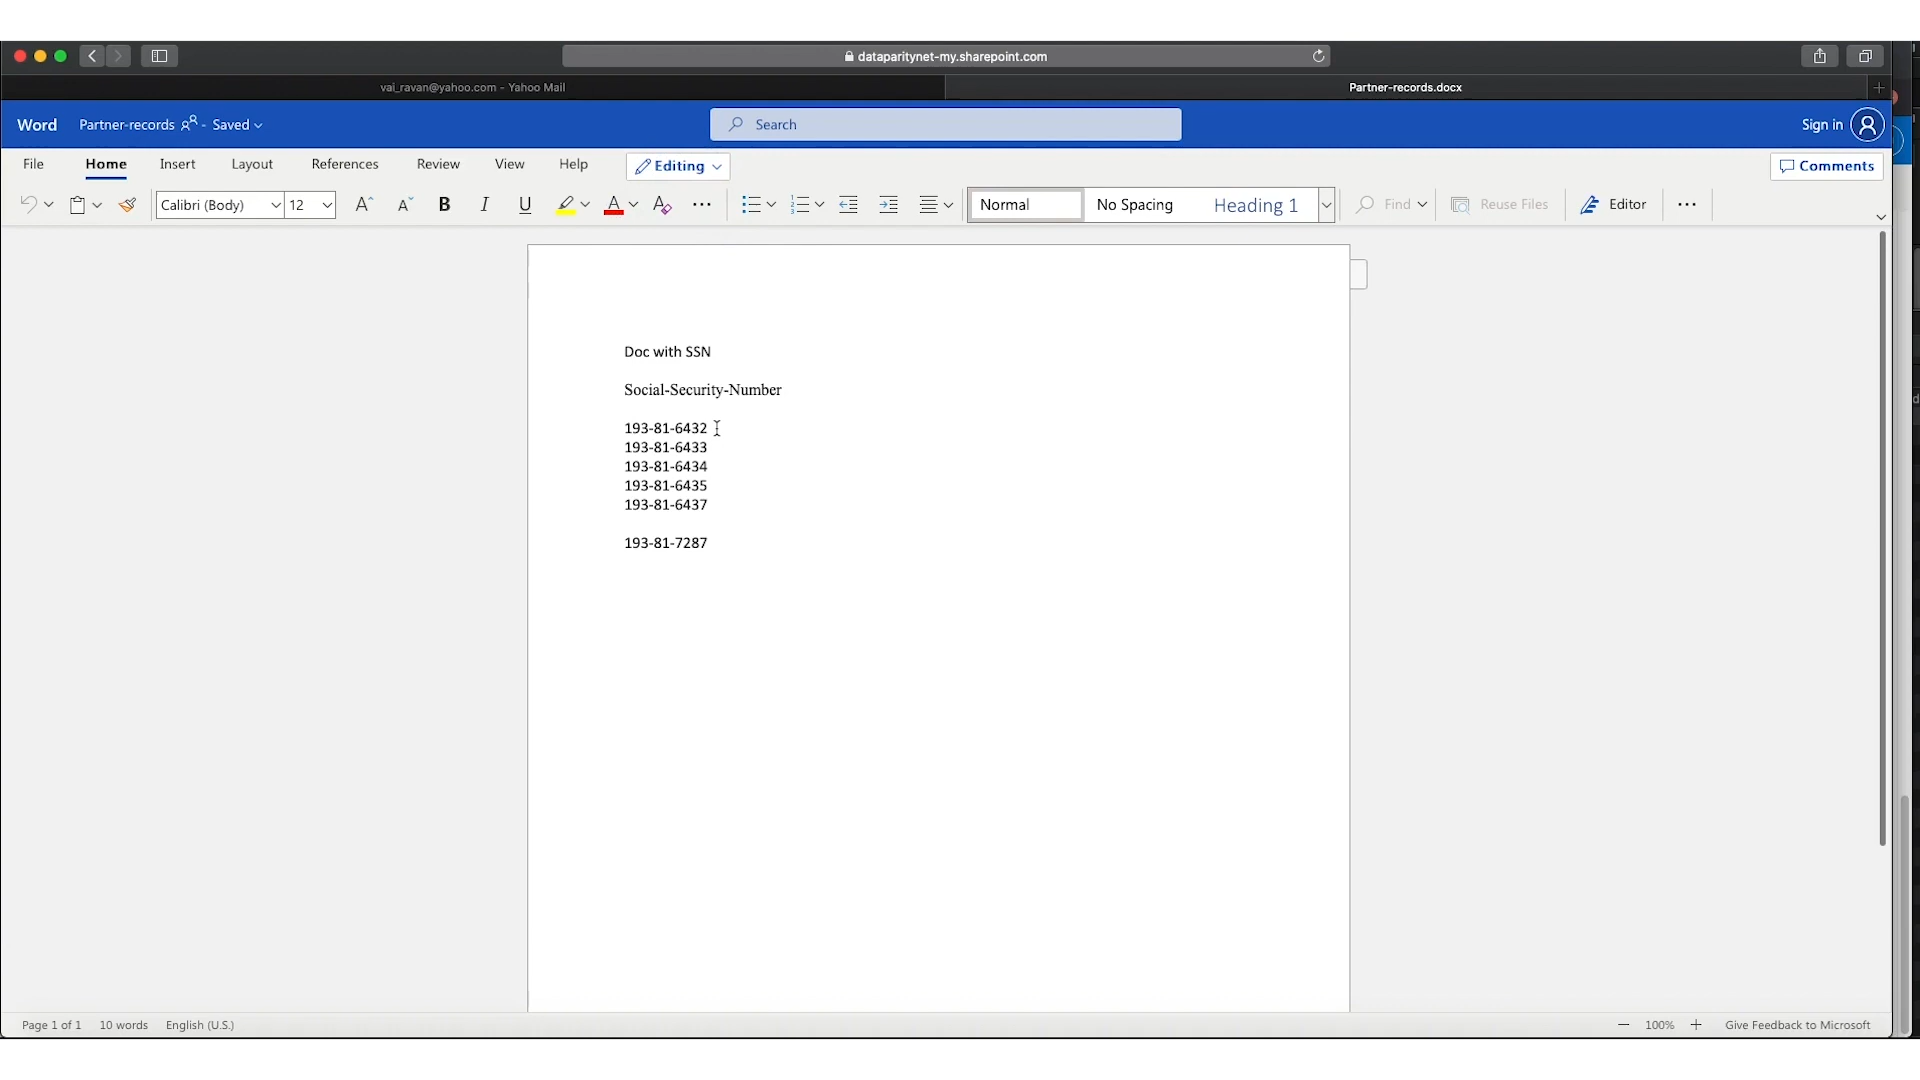 dataparitynet-my.sharepoint.com
vai_ravan@yahoo.com - Yahoo Mail
Partner-records.docx
Word
Partner-records - Saved
Search
Sign in
File
Home
Insert
Layout
References
Review
View
Help
Editing
Comments
Calibri (Body)
12
B
I
U
A
Normal
No Spacing
Heading 1
Find
Reuse Files
Editor
Doc with SSN
Social-Security-Number
193-81-6432
193-81-6433
193-81-6434
193-81-6435
193-81-6437
193-81-7287
Page 1 of 1
10 words
English (U.S.)
100%
Give Feedback to Microsoft